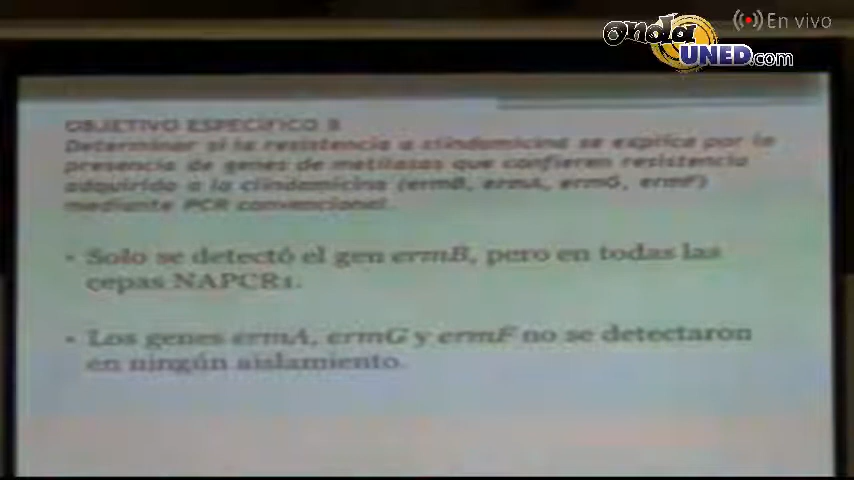 En vivo
onda
UNED.com
OBJETIVO ESPECÍFICO 3
Determinar si la resistencia a clindamicina se explica por la
presencia de genes de metilasas que confieren resistencia
adquirida a la clindamicina (ermB, ermA, ermG, ermF)
mediante PCR convencional.
• Solo se detectó el gen ermB, pero en todas las
cepas NAPCR1.
• Los genes ermA, ermG y ermF no se detectaron
en ningún aislamiento.